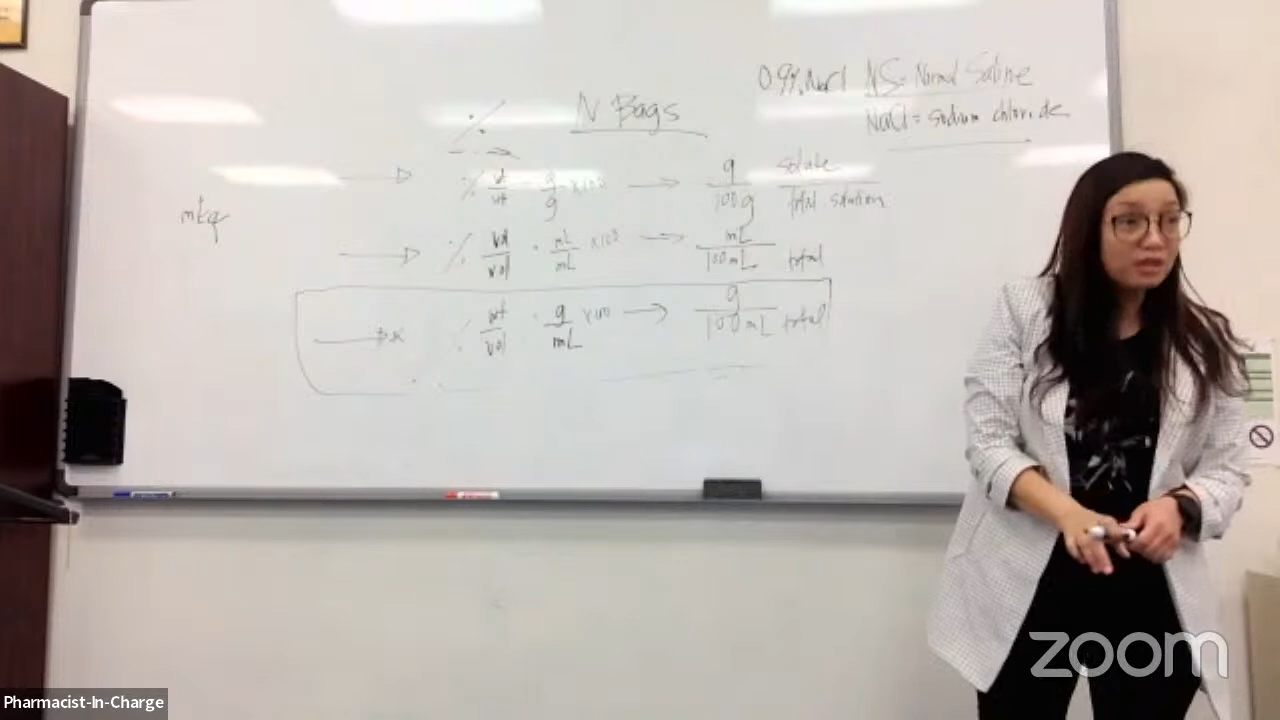 0.9% NaCl NS = Normal Saline
NaCl = sodium chloride
% IV Bags
% wt/wt = g/g x100 → g/100g solute/total solution
% vol/vol = mL/mL x100 → mL/100mL total
% wt/vol = g/mL x100 → g/100mL total
zoom
Pharmacist-In-Charge